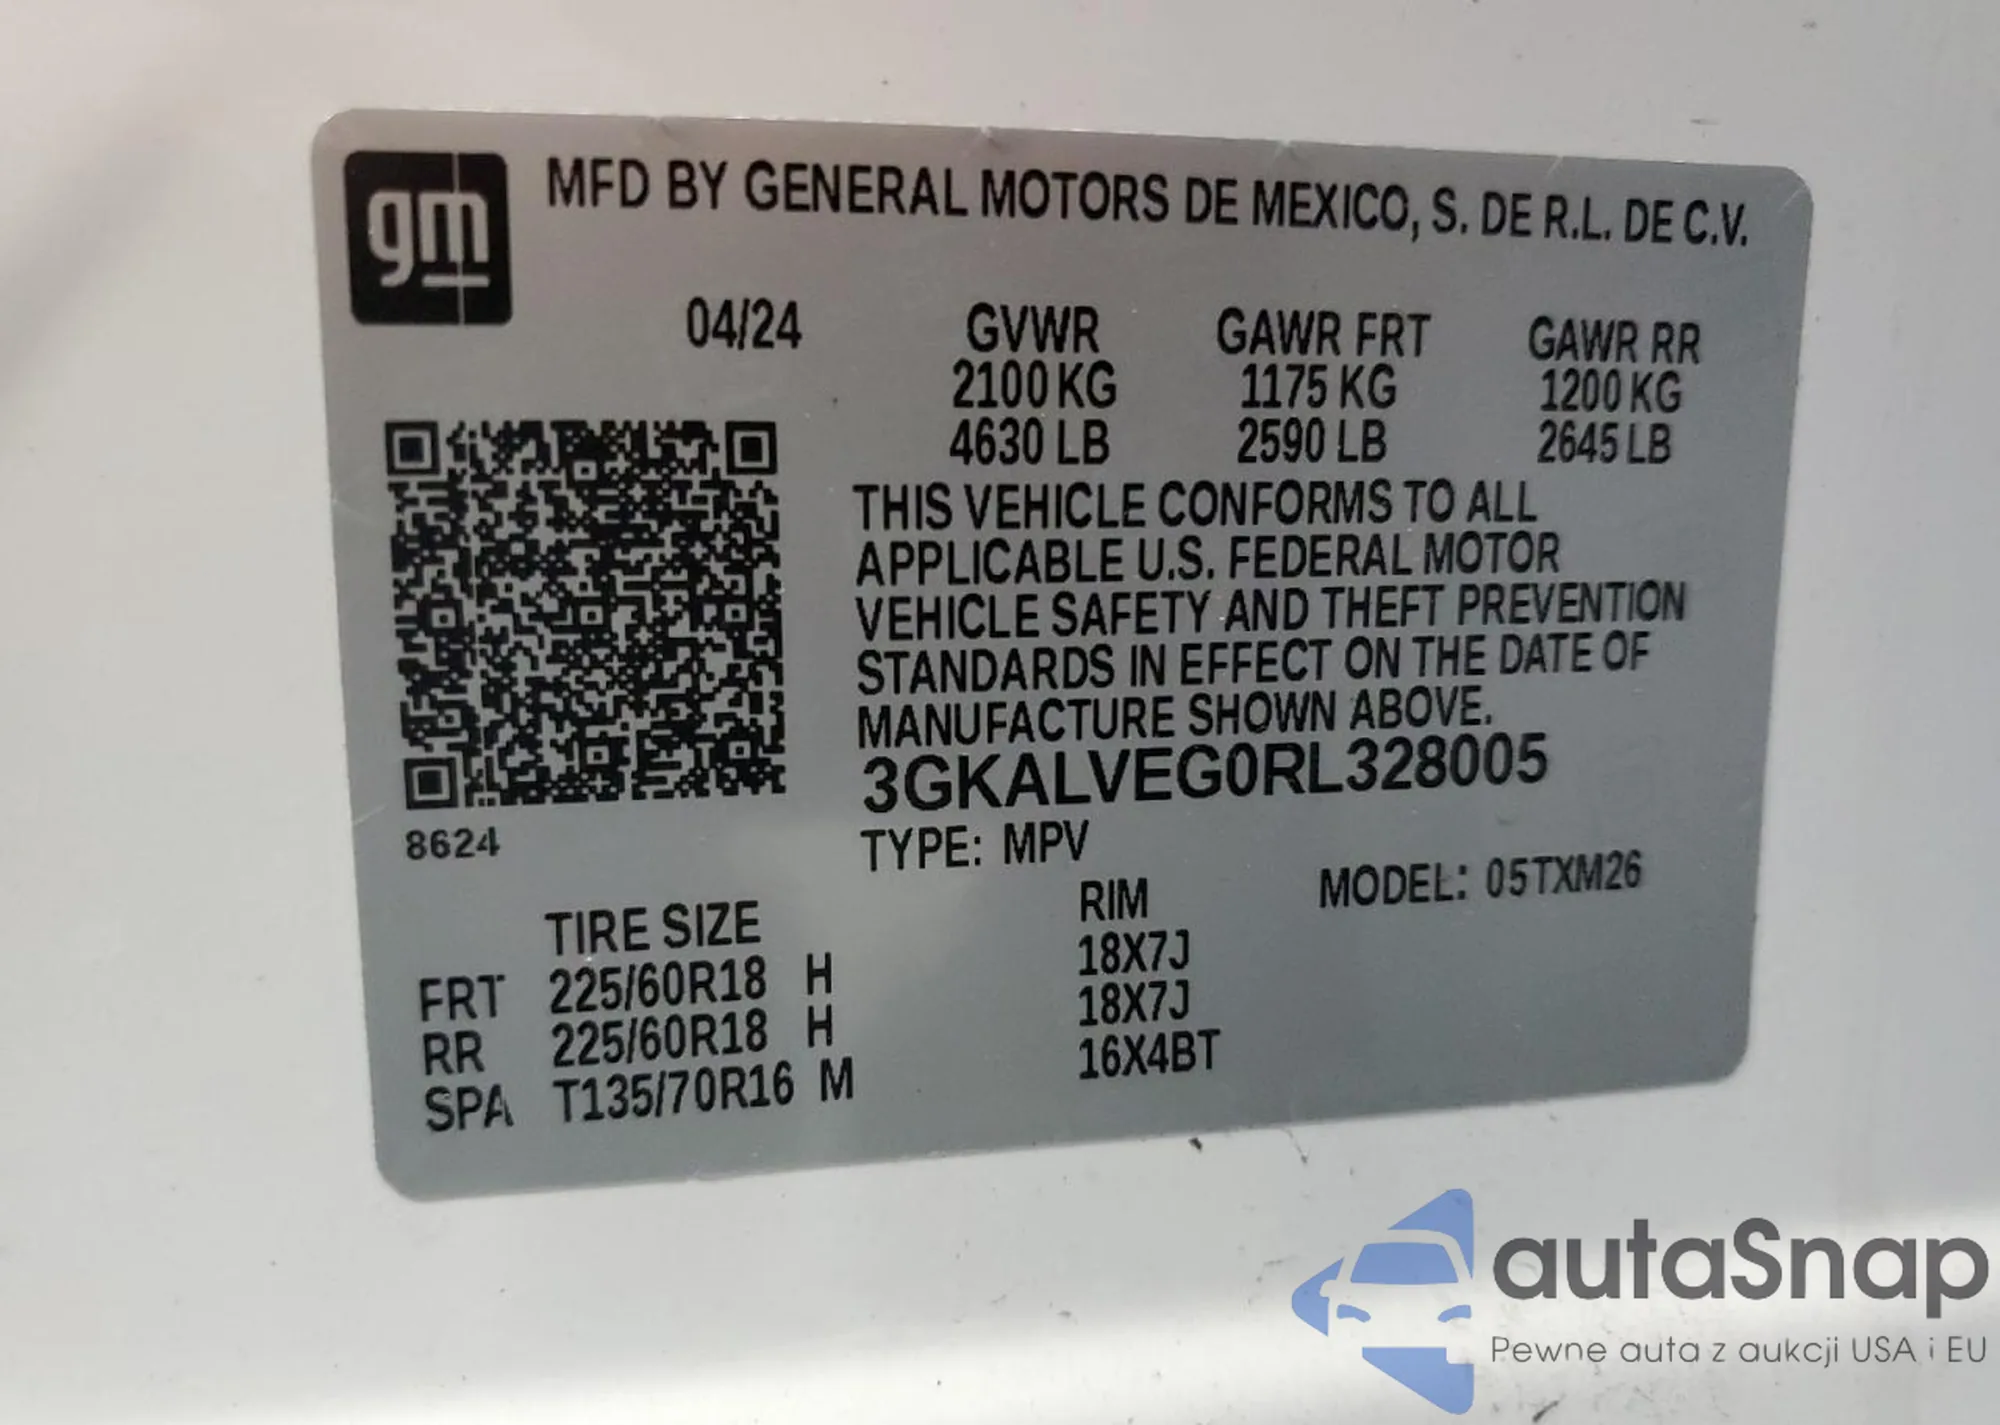 gm
MFD BY GENERAL MOTORS DE MEXICO, S. DE R.L. DE C.V.
04/24 GVWR GAWR FRT GAWR RR
2100 KG 1175 KG 1200 KG
4630 LB 2590 LB 2645 LB
THIS VEHICLE CONFORMS TO ALL
APPLICABLE U.S. FEDERAL MOTOR
VEHICLE SAFETY AND THEFT PREVENTION
STANDARDS IN EFFECT ON THE DATE OF
MANUFACTURE SHOWN ABOVE.
3GKALVEG0RL328005
8624
TYPE: MPV
MODEL: 05TXM26
TIRE SIZE RIM
FRT 225/60R18 H 18X7J
RR 225/60R18 H 18X7J
SPA T135/70R16 M 16X4BT
autaSnap
Pewne auta z aukcji USA i EU